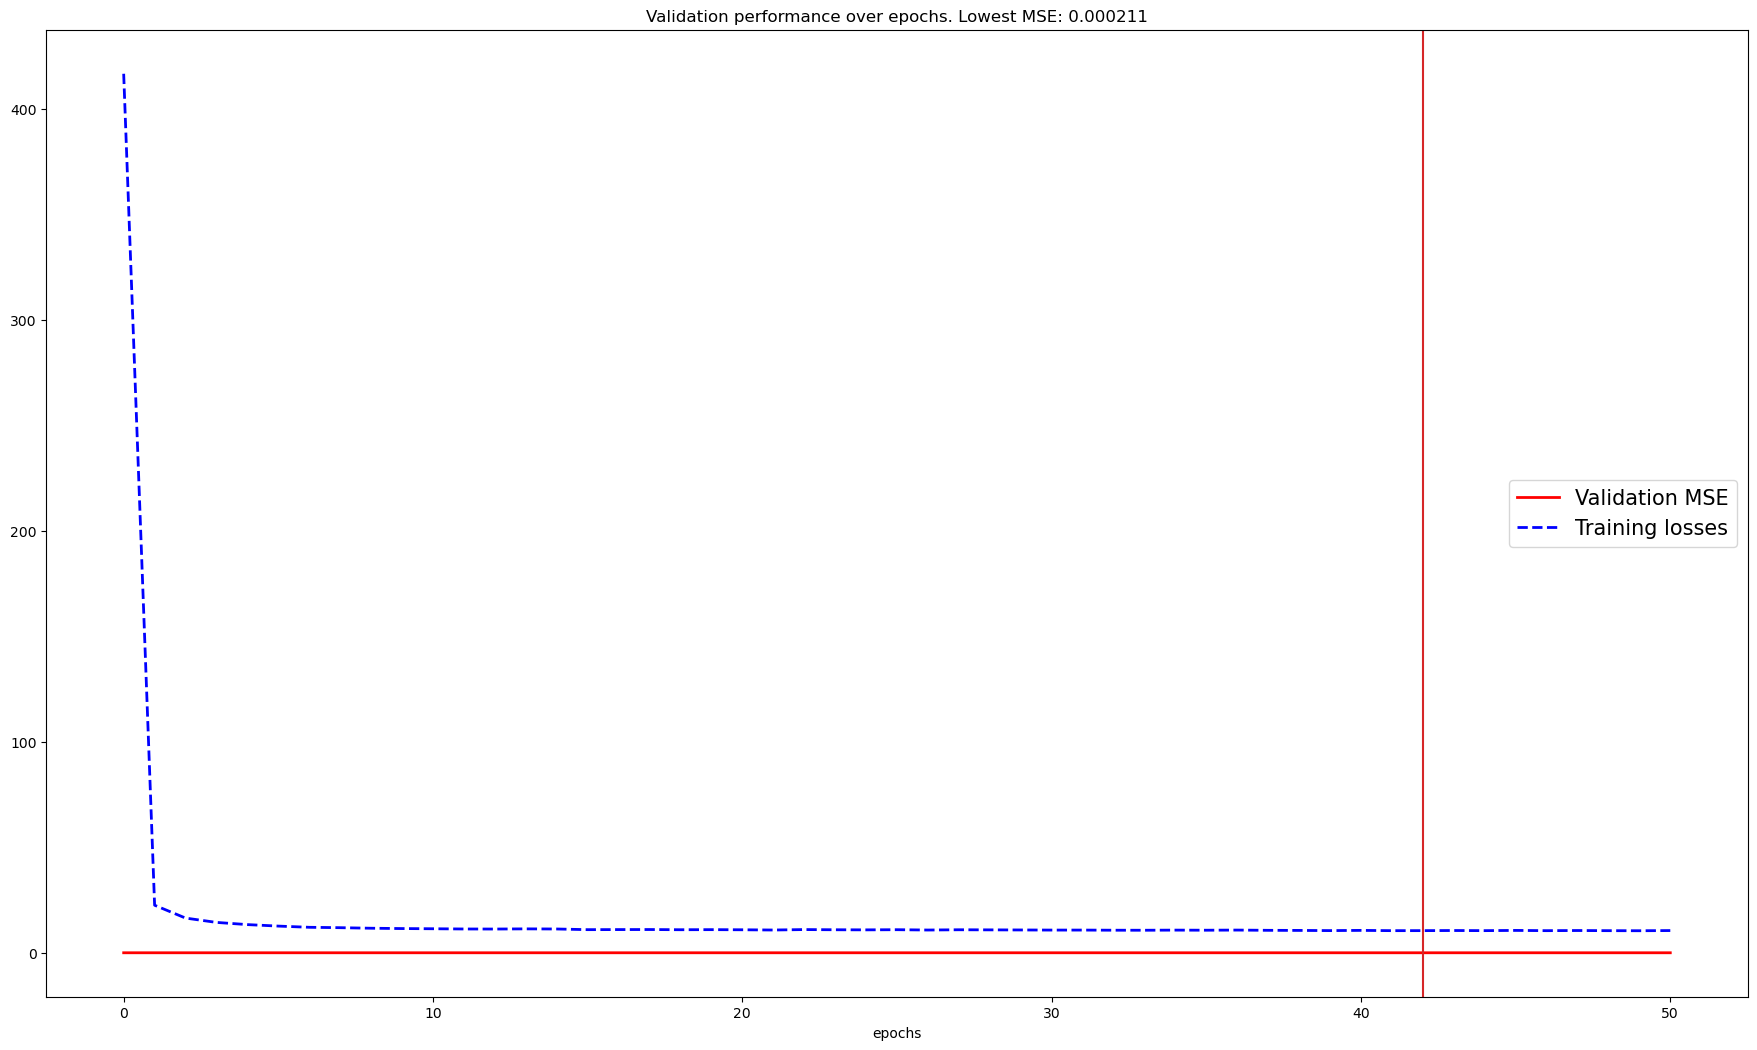 Validation performance over epochs. Lowest MSE: 0.000211
400
300
200
100
0
Validation MSE
Training losses
0 10 20 30 40 50
epochs